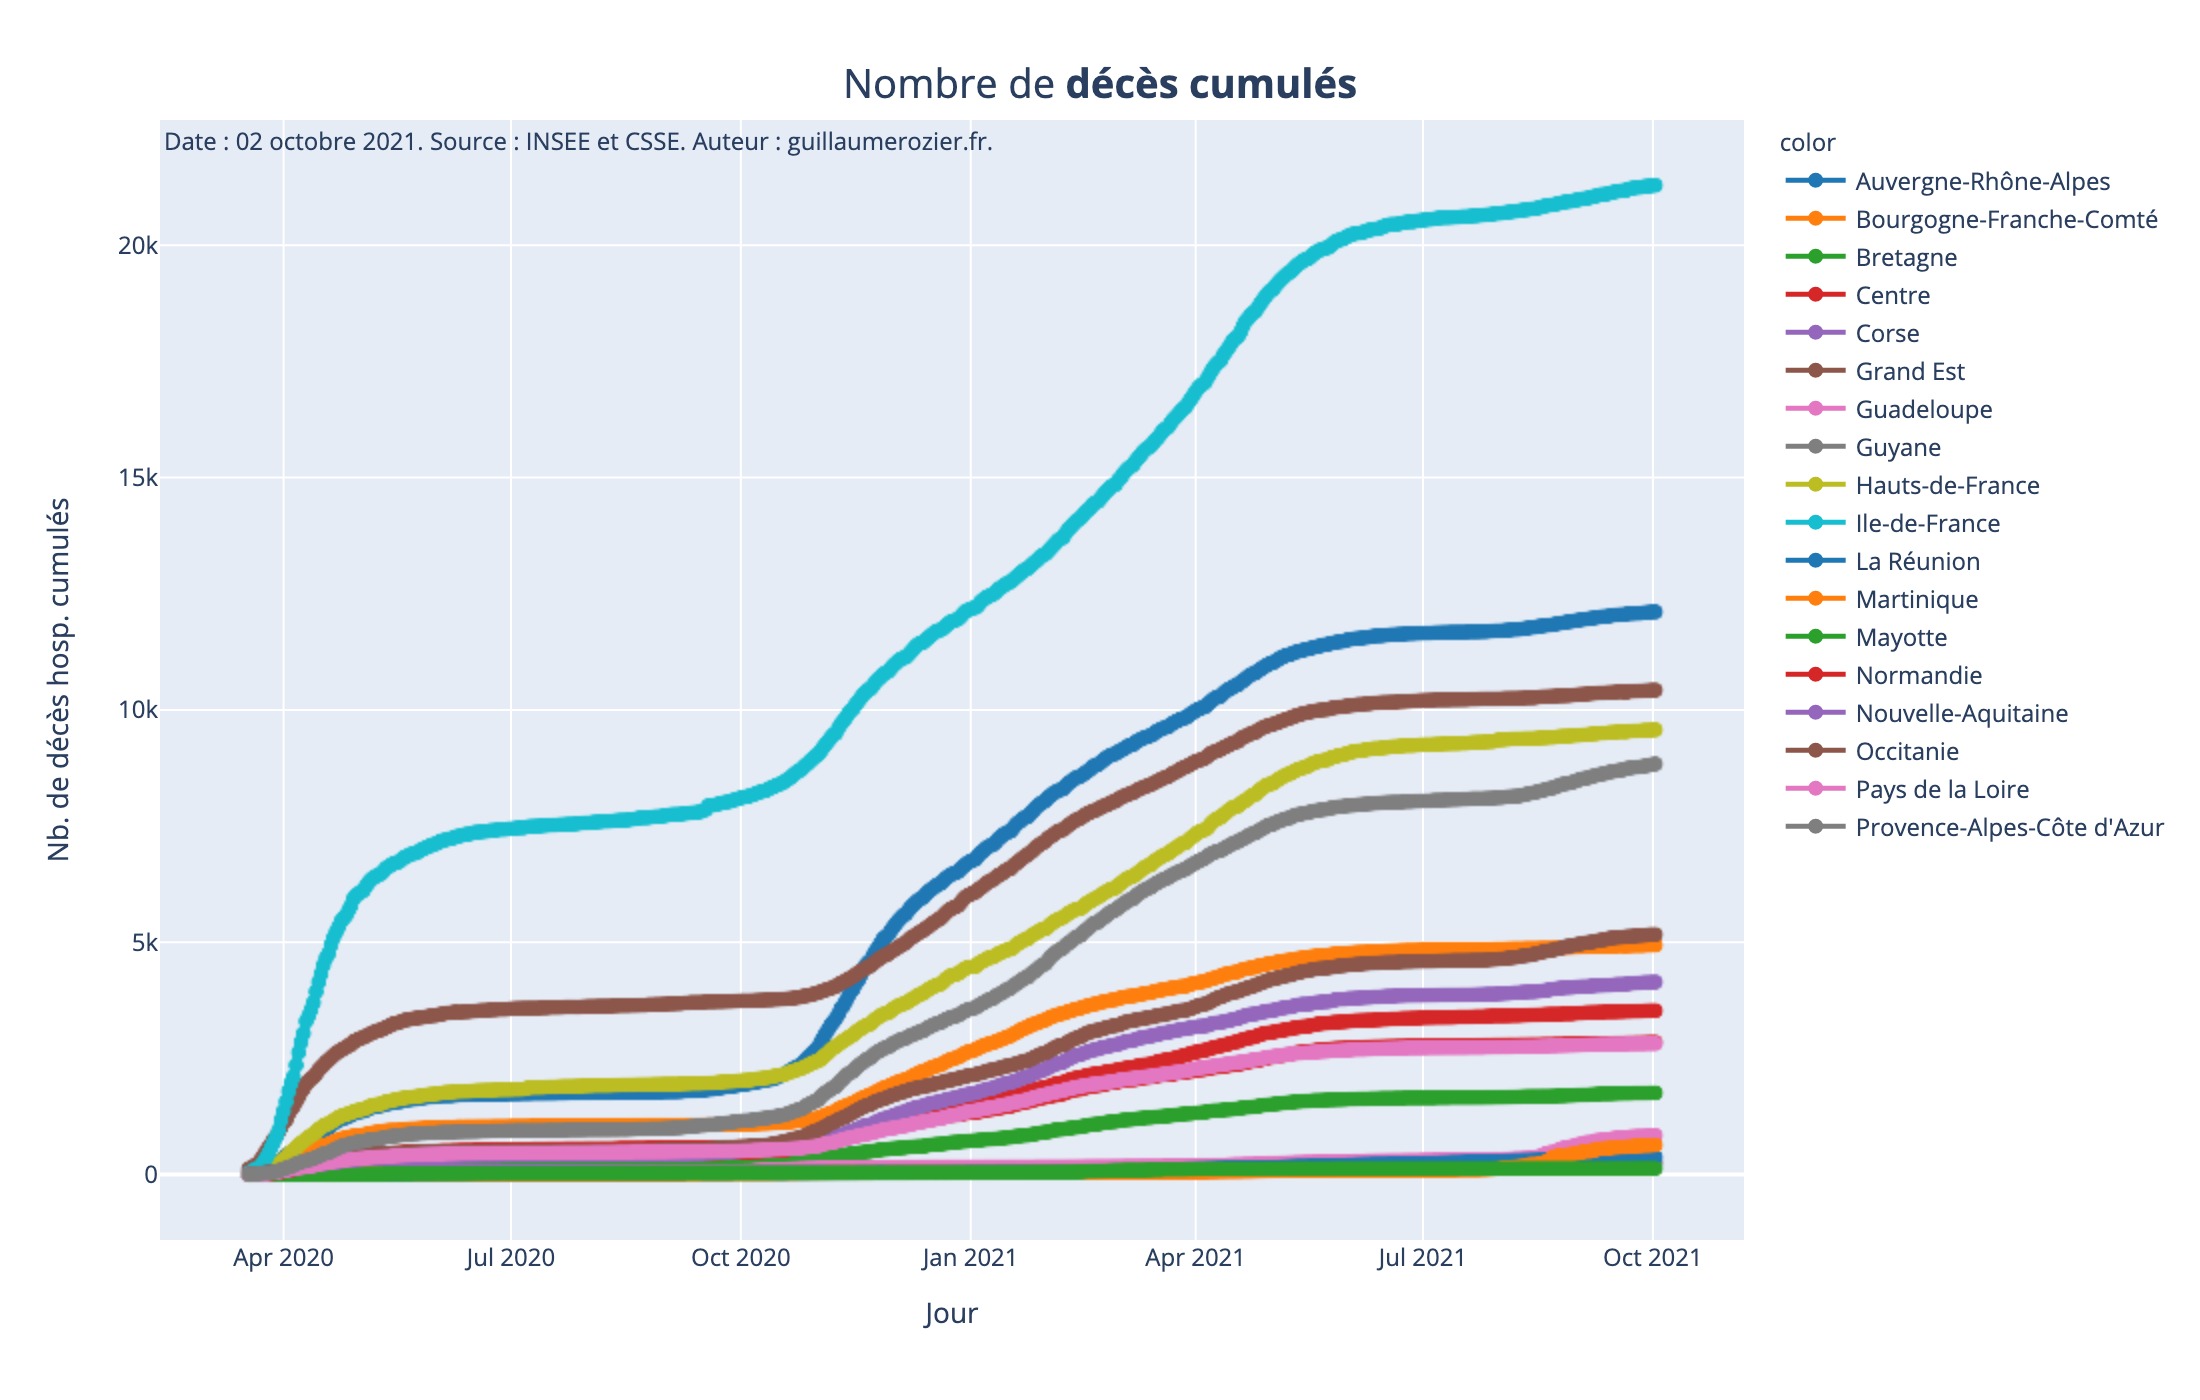 Nombre de décès cumulés
Date : 02 octobre 2021. Source : INSEE et CSSE. Auteur : guillaumerozier.fr.
Nb. de décès hosp. cumulés
20k
15k
10k
5k
0
Apr 2020
Jul 2020
Oct 2020
Jan 2021
Apr 2021
Jul 2021
Oct 2021
Jour
color
Auvergne-Rhône-Alpes
Bourgogne-Franche-Comté
Bretagne
Centre
Corse
Grand Est
Guadeloupe
Guyane
Hauts-de-France
Ile-de-France
La Réunion
Martinique
Mayotte
Normandie
Nouvelle-Aquitaine
Occitanie
Pays de la Loire
Provence-Alpes-Côte d'Azur